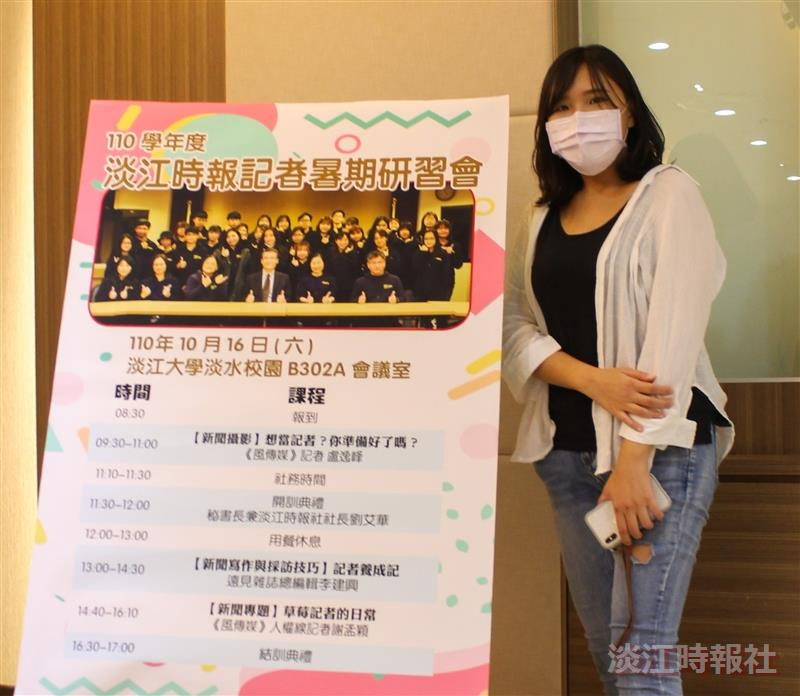 淡江時報社
110 學年度
淡江時報記者暑期研習會
110年 10 月 16 日 (六)
淡江大學淡水校園 B302A 會議室
時間 課程
08:30 報到
09:30-11:00 【新聞攝影】想當記者？你準備好了嗎？
《風傳媒》記者 盧逸峰
11:10-11:30 社務時間
11:30-12:00 開訓典禮
秘書長兼淡江時報社社長劉艾華
12:00-13:00 用餐休息
13:00-14:30 【新聞寫作與採訪技巧】記者養成記
遠見雜誌總編輯李建興
14:40-16:10 【新聞專題】草莓記者的日常
《風傳媒》人權線記者謝孟穎
16:30-17:00 結訓典禮
淡江時報社